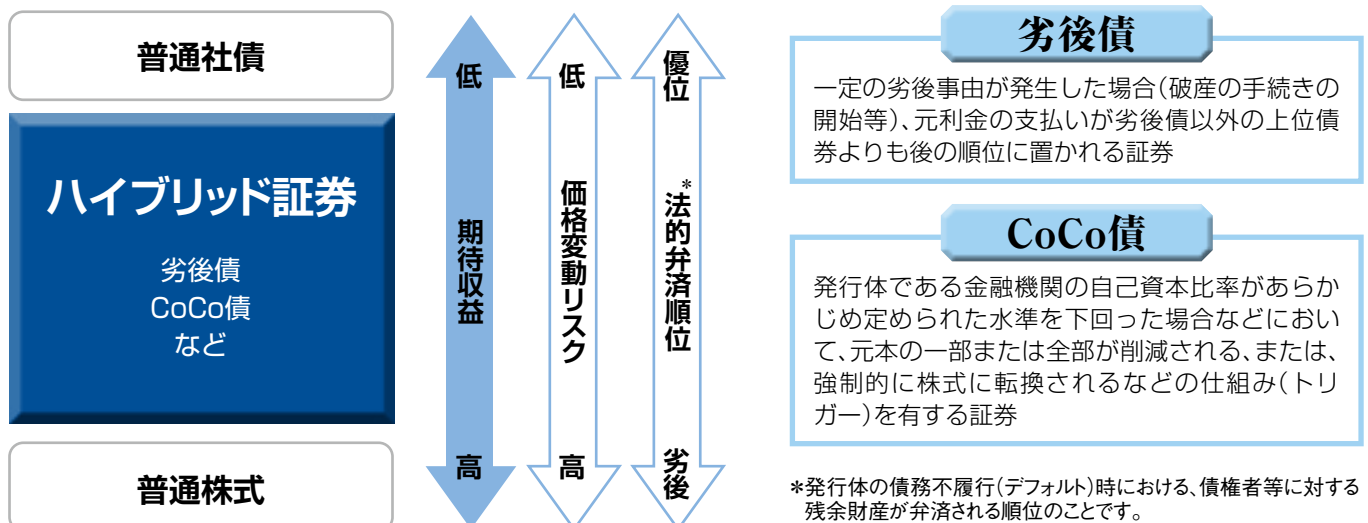 普通社債
ハイブリッド証券
劣後債
CoCo債
など
普通株式
低
期待収益
高
低
価格変動リスク
高
優位
*法的弁済順位
劣後
劣後債
一定の劣後事由が発生した場合(破産の手続きの
開始等)、元利金の支払いが劣後債以外の上位債
券よりも後の順位に置かれる証券
CoCo債
発行体である金融機関の自己資本比率があらか
じめ定められた水準を下回った場合などにおい
て、元本の一部または全部が削減される、または、
強制的に株式に転換されるなどの仕組み(トリ
ガー)を有する証券
*発行体の債務不履行(デフォルト)時における、債権者等に対する
残余財産が弁済される順位のことです。